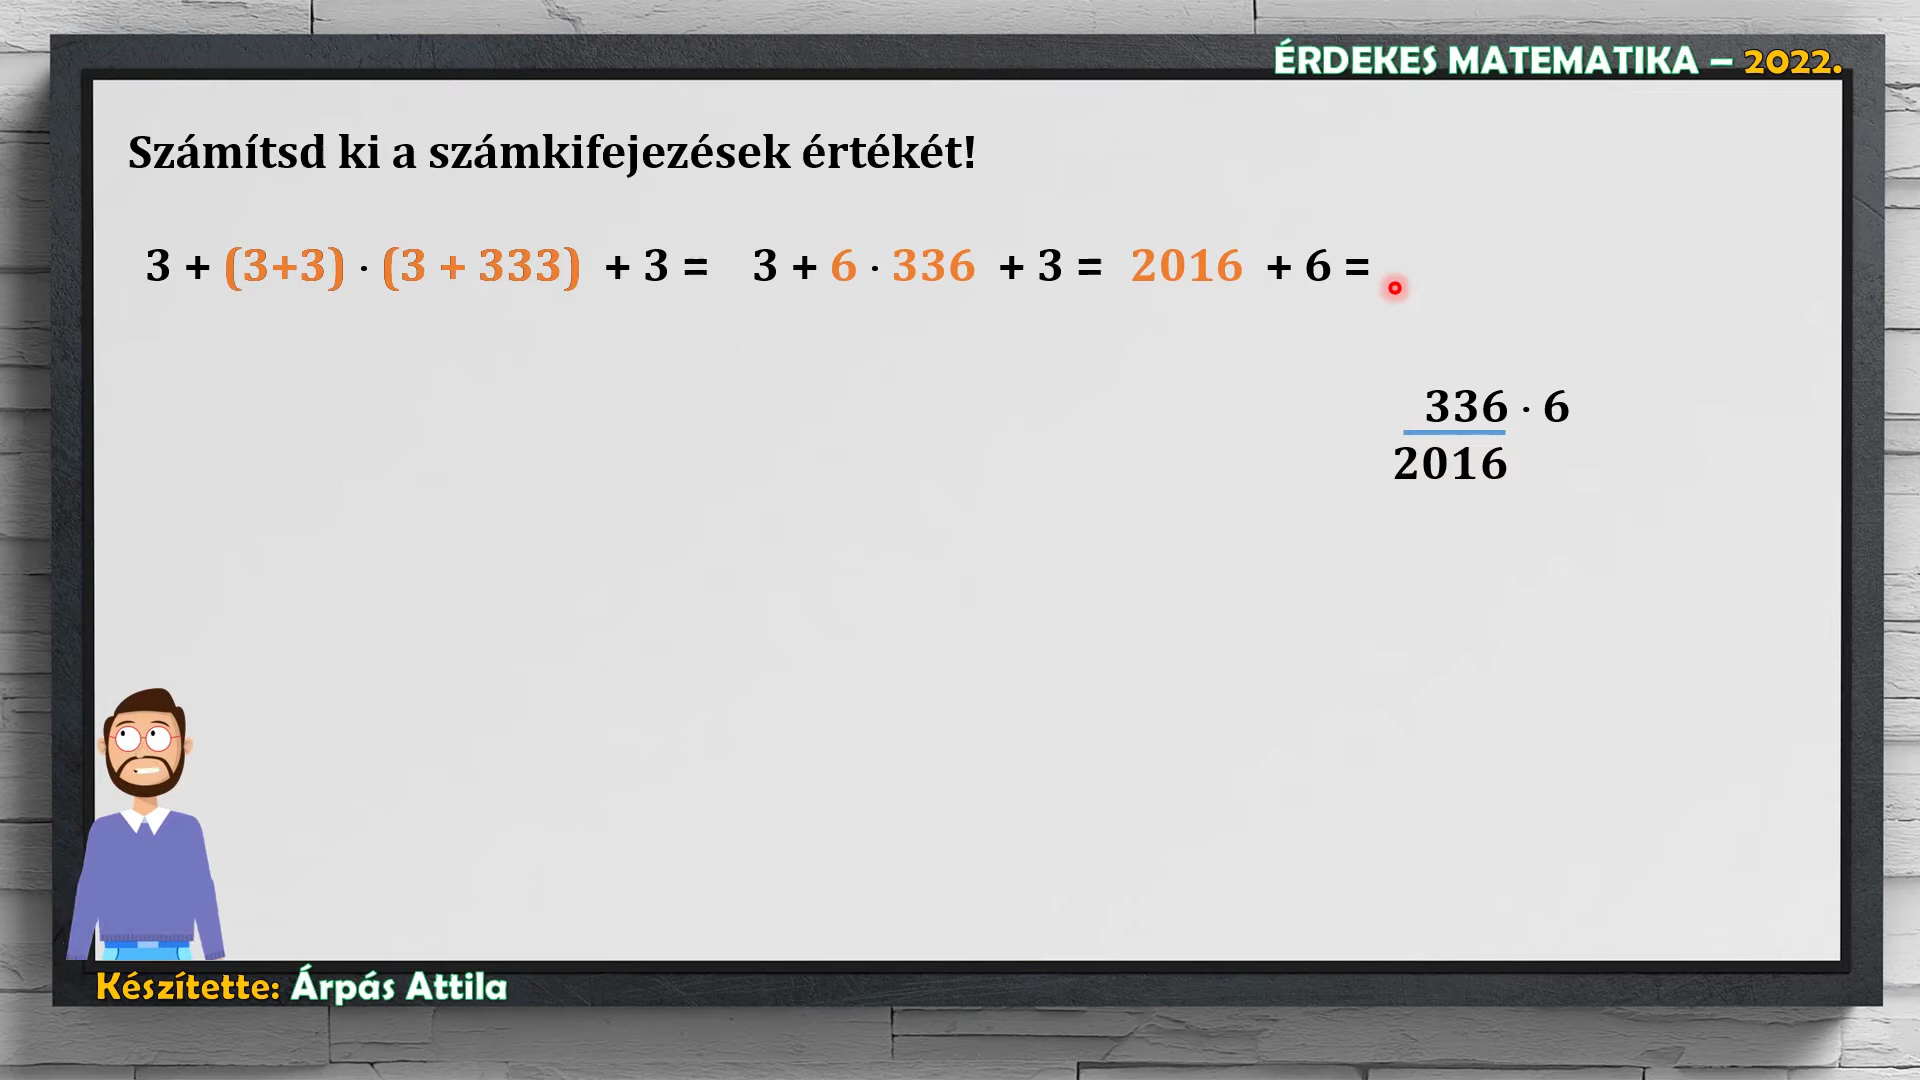 ÉRDEKES MATEMATIKA – 2022.
Számítsd ki a számkifejezések értékét!
3 + (3+3) · (3 + 333) + 3 = 3 + 6 · 336 + 3 = 2016 + 6 =
336 · 6
2016
Készítette: Árpás Attila